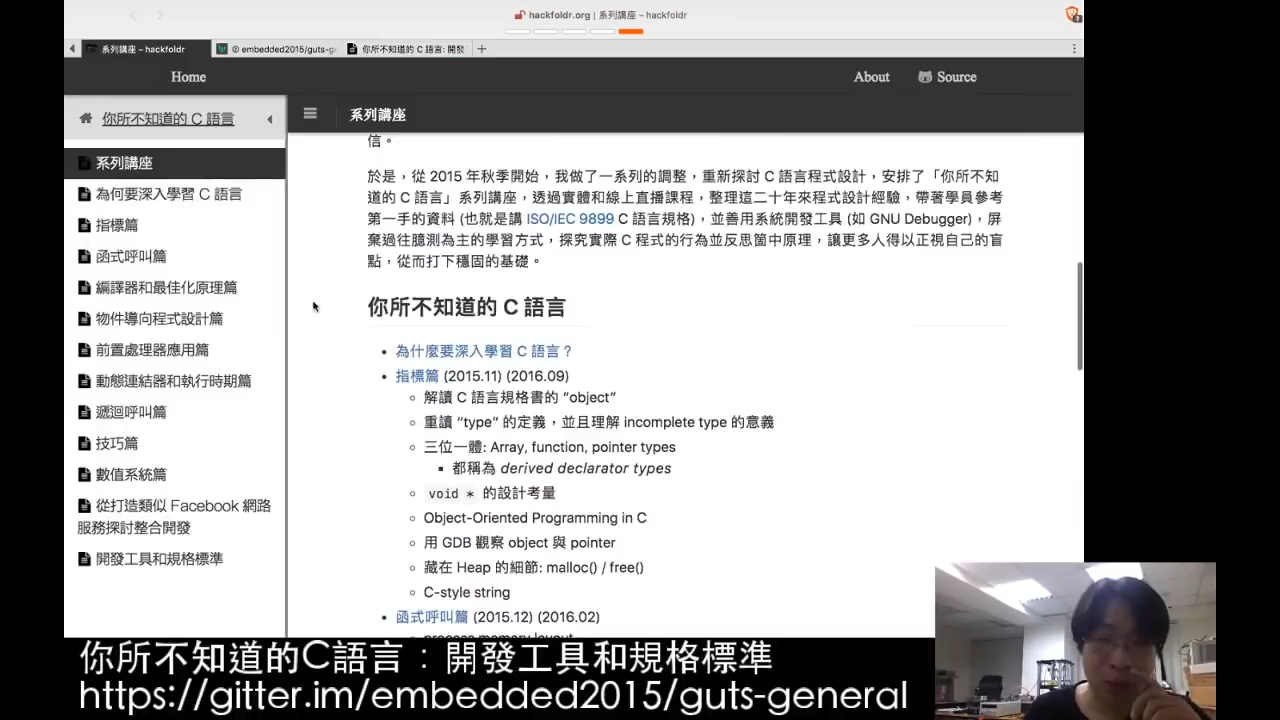 hackfoldr.org | 系列講座 – hackfoldr
系列講座 – hackfoldr
② embedded2015/guts-g
你所不知道的 C 語言: 開發
Home
About
Source
你所不知道的 C 語言
系列講座
系列講座
為何要深入學習 C 語言
指標篇
函式呼叫篇
編譯器和最佳化原理篇
物件導向程式設計篇
前置處理器應用篇
動態連結器和執行時期篇
遞迴呼叫篇
技巧篇
數值系統篇
從打造類似 Facebook 網路
服務探討整合開發
開發工具和規格標準
信。
於是，從 2015 年秋季開始，我做了一系列的調整，重新探討 C 語言程式設計，安排了「你所不知
道的 C 語言」系列講座，透過實體和線上直播課程，整理這二十年來程式設計經驗，帶著學員參考
第一手的資料 (也就是講 ISO/IEC 9899 C 語言規格)，並善用系統開發工具 (如 GNU Debugger)，屏
棄過往臆測為主的學習方式，探究實際 C 程式的行為並反思箇中原理，讓更多人得以正視自己的盲
點，從而打下穩固的基礎。
你所不知道的 C 語言
為什麼要深入學習 C 語言？
指標篇 (2015.11) (2016.09)
解讀 C 語言規格書的 “object”
重讀 “type” 的定義，並且理解 incomplete type 的意義
三位一體: Array, function, pointer types
都稱為 derived declarator types
void * 的設計考量
Object-Oriented Programming in C
用 GDB 觀察 object 與 pointer
藏在 Heap 的細節: malloc() / free()
C-style string
函式呼叫篇 (2015.12) (2016.02)
process memory layout
你所不知道的C語言：開發工具和規格標準
https://gitter.im/embedded2015/guts-general